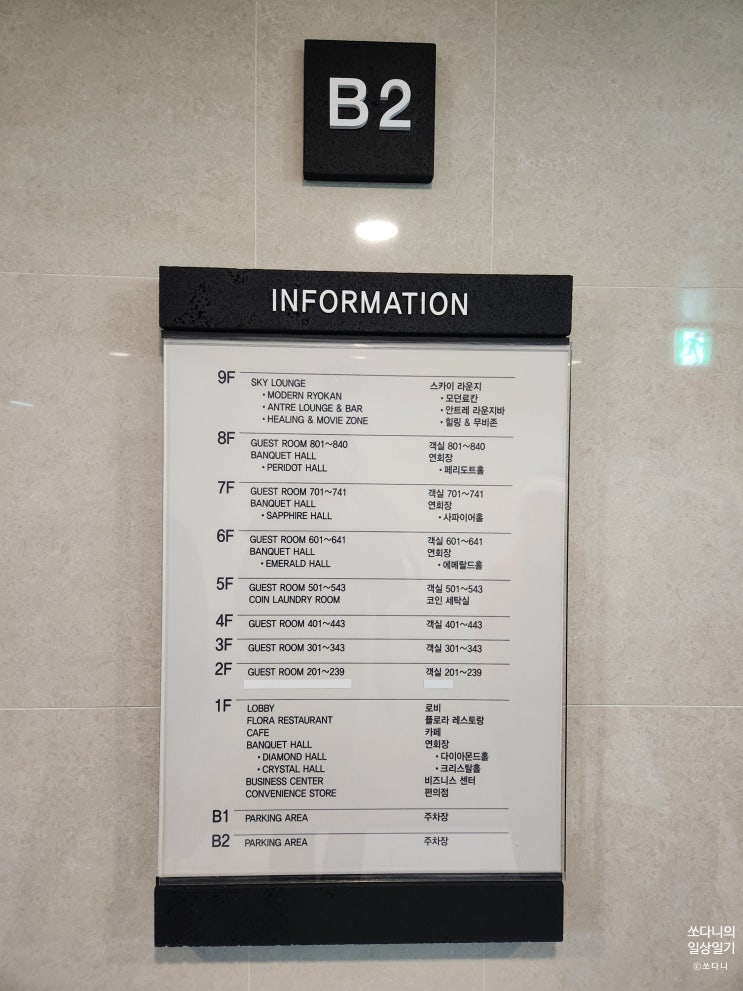 B2
INFORMATION
9F SKY LOUNGE 스카이 라운지
• MODERN RYOKAN • 모던료칸
• ANTRE LOUNGE & BAR • 안트레 라운지바
• HEALING & MOVIE ZONE • 힐링 & 무비존
8F GUEST ROOM 801~840 객실 801~840
BANQUET HALL 연회장
• PERIDOT HALL • 페리도트홀
7F GUEST ROOM 701~741 객실 701~741
BANQUET HALL 연회장
• SAPPHIRE HALL • 사파이어홀
6F GUEST ROOM 601~641 객실 601~641
BANQUET HALL 연회장
• EMERALD HALL • 에메랄드홀
5F GUEST ROOM 501~543 객실 501~543
COIN LAUNDRY ROOM 코인 세탁실
4F GUEST ROOM 401~443 객실 401~443
3F GUEST ROOM 301~343 객실 301~343
2F GUEST ROOM 201~239 객실 201~239
1F LOBBY 로비
FLORA RESTAURANT 플로라 레스토랑
CAFE 카페
BANQUET HALL 연회장
• DIAMOND HALL • 다이아몬드홀
• CRYSTAL HALL • 크리스탈홀
BUSINESS CENTER 비즈니스 센터
CONVENIENCE STORE 편의점
B1 PARKING AREA 주차장
B2 PARKING AREA 주차장
쏘다니의
일상일기
©쏘다니